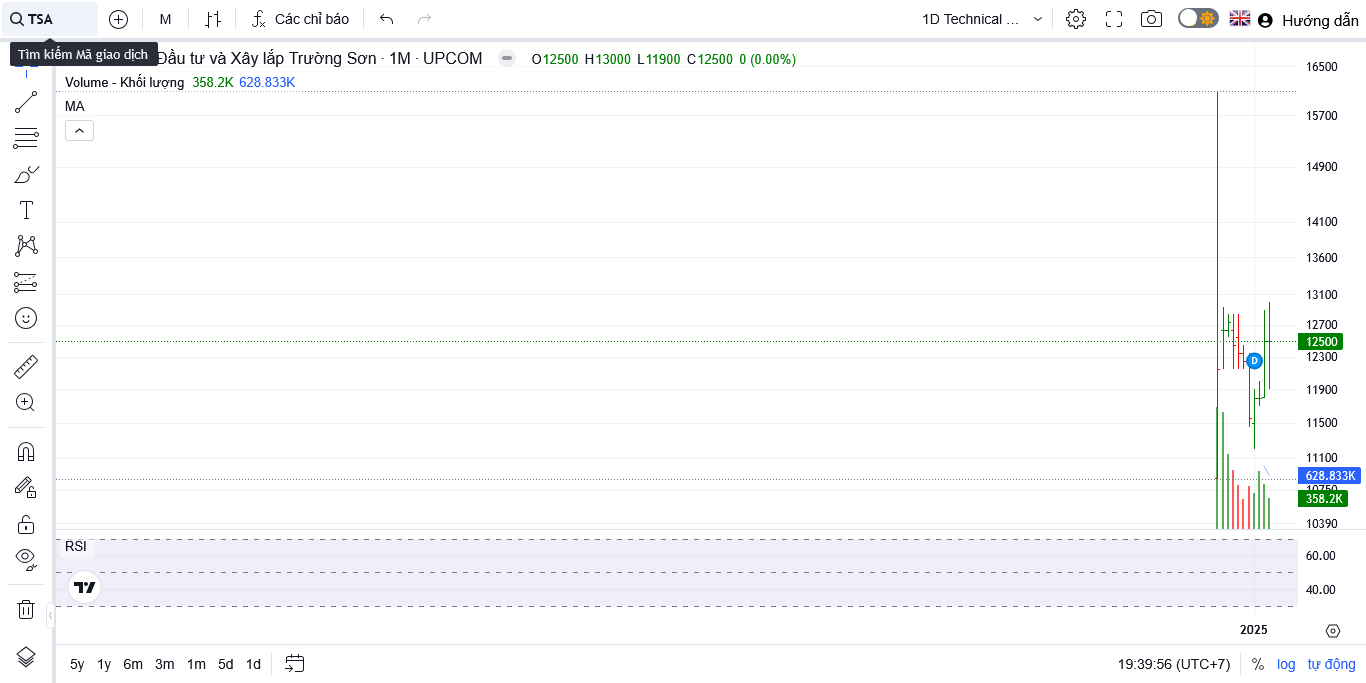 TSA M Các chỉ báo 1D Technical ... Hướng dẫn
Tìm kiếm Mã giao dịch
Đầu tư và Xây lắp Trường Sơn · 1M · UPCOM O12500 H13000 L11900 C12500 0 (0.00%)
Volume - Khối lượng 358.2K 628.833K
MA
16500
15700
14900
14100
13600
13100
12700
12500
12300
11900
11500
11100
628.833K
10750
358.2K
10390
D
RSI
60.00
40.00
2025
5y 1y 6m 3m 1m 5d 1d 19:39:56 (UTC+7) % log tự động